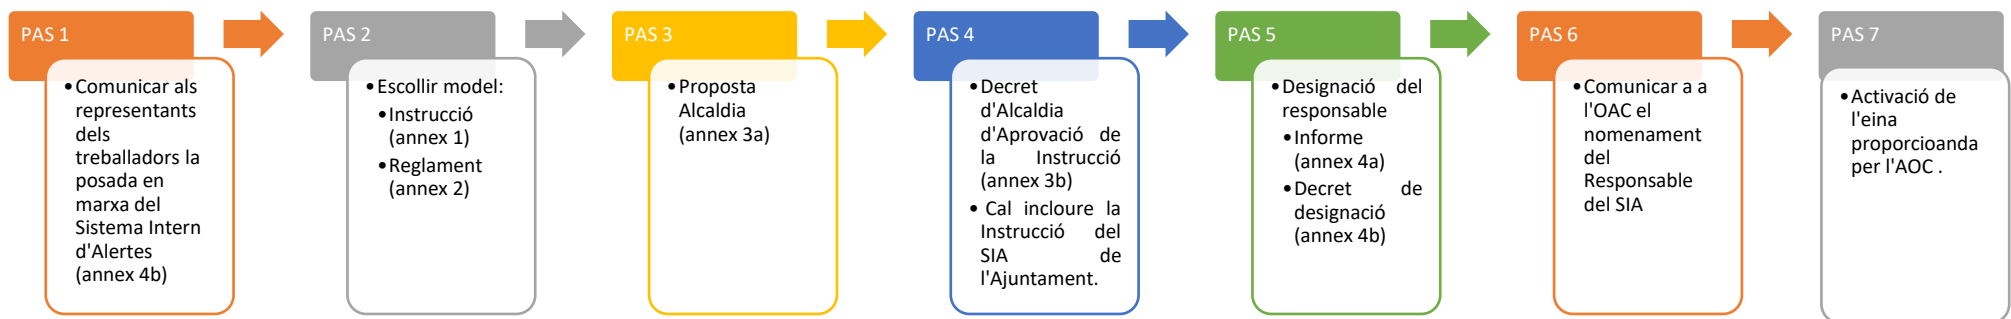 PAS 1
•Comunicar als
representants
dels
treballadors la
posada en
marxa del
Sistema Intern
d'Alertes
(annex 4b)
PAS 2
•Escollir model:
•Instrucció
(annex 1)
•Reglament
(annex 2)
PAS 3
•Proposta
Alcaldia
(annex 3a)
PAS 4
•Decret
d'Alcaldia
d'Aprovació de
la Instrucció
(annex 3b)
• Cal incloure la
Instrucció del
SIA de
l'Ajuntament.
PAS 5
•Designació del
responsable
•Informe
(annex 4a)
•Decret de
designació
(annex 4b)
PAS 6
•Comunicar a a
l'OAC el
nomenament
del
Responsable
del SIA
PAS 7
•Activació de
l'eina
proporcioanda
per l'AOC .